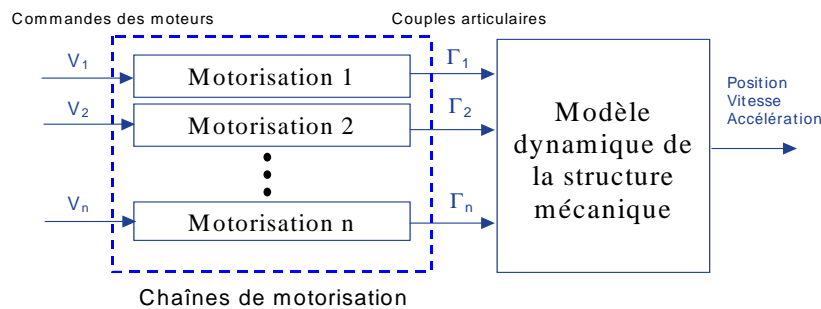 Commandes des moteurs
Couples articulaires
V₁
Motorisation 1
Γ₁
V₂
Motorisation 2
Γ₂
Vₙ
Motorisation n
Γₙ
Modèle
dynamique de
la structure
mécanique
Position
Vitesse
Accélération
Chaînes de motorisation